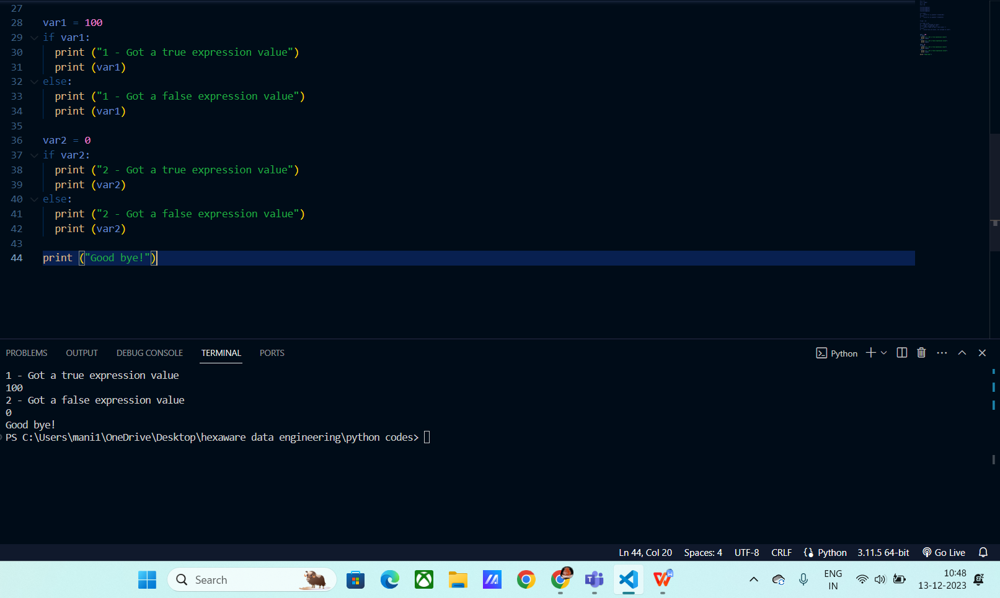 27
28 var1 = 100
29 if var1:
30 print ("1 - Got a true expression value")
31 print (var1)
32 else:
33 print ("1 - Got a false expression value")
34 print (var1)
35
36 var2 = 0
37 if var2:
38 print ("2 - Got a true expression value")
39 print (var2)
40 else:
41 print ("2 - Got a false expression value")
42 print (var2)
43
44 print ("Good bye!")
PROBLEMS OUTPUT DEBUG CONSOLE TERMINAL PORTS Python
1 - Got a true expression value
100
2 - Got a false expression value
0
Good bye!
PS C:\Users\mani1\OneDrive\Desktop\hexaware data engineering\python codes>
Ln 44, Col 20 Spaces: 4 UTF-8 CRLF Python 3.11.5 64-bit Go Live
Search
ENG
IN
10:48
13-12-2023